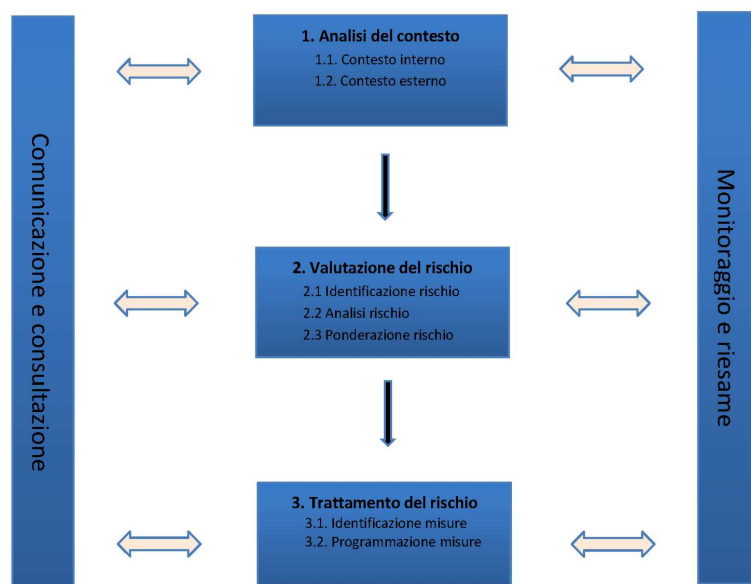 Comunicazione e consultazione
1. Analisi del contesto
1.1. Contesto interno
1.2. Contesto esterno
2. Valutazione del rischio
2.1 Identificazione rischio
2.2 Analisi rischio
2.3 Ponderazione rischio
3. Trattamento del rischio
3.1. Identificazione misure
3.2. Programmazione misure
Monitoraggio e riesame